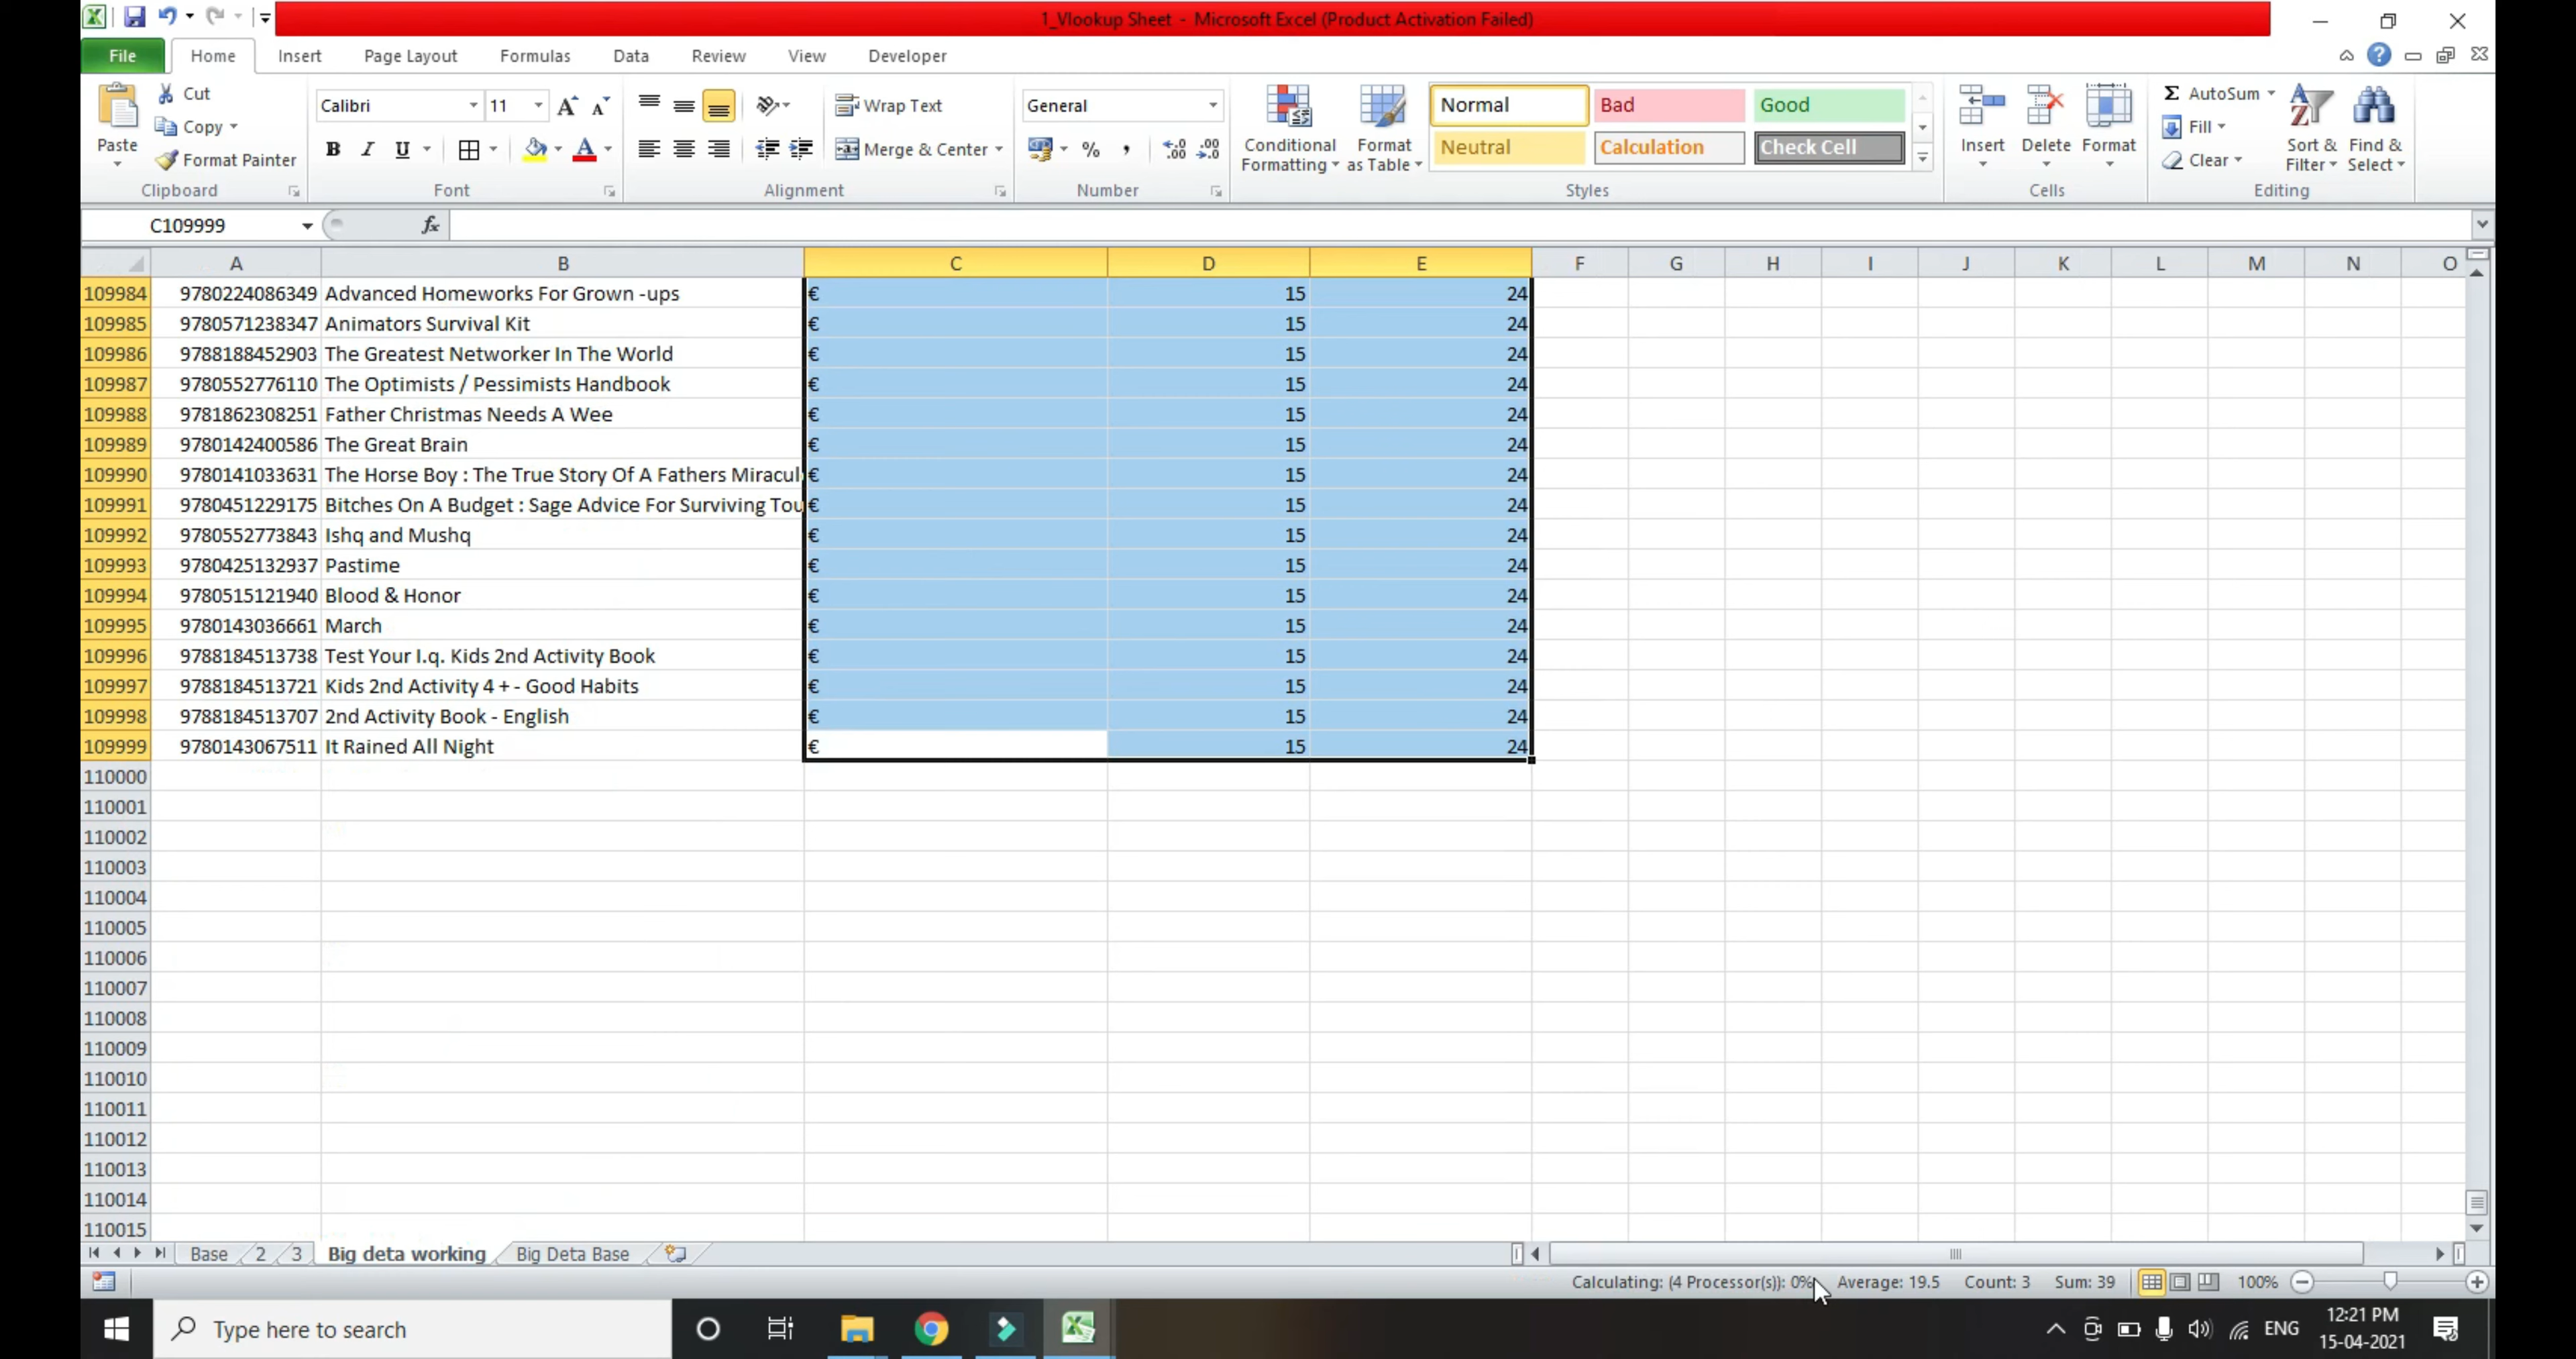 1_Vlookup Sheet - Microsoft Excel (Product Activation Failed)
File Home Insert Page Layout Formulas Data Review View Developer
Paste Cut Copy Format Painter Clipboard
Calibri 11 A A B I U A Font
Wrap Text Merge & Center Alignment
General % , .00 .00 Number
Conditional Formatting Format as Table Normal Bad Good Neutral Calculation Check Cell Styles
Insert Delete Format Cells
Σ AutoSum Fill Clear Sort & Filter Find & Select Editing
C109999 fx
A B C D E F G H I J K L M N O
109984 9780224086349 Advanced Homeworks For Grown -ups € 15 24
109985 9780571238347 Animators Survival Kit € 15 24
109986 9788188452903 The Greatest Networker In The World € 15 24
109987 9780552776110 The Optimists / Pessimists Handbook € 15 24
109988 9781862308251 Father Christmas Needs A Wee € 15 24
109989 9780142400586 The Great Brain € 15 24
109990 9780141033631 The Horse Boy : The True Story Of A Fathers Miracul € 15 24
109991 9780451229175 Bitches On A Budget : Sage Advice For Surviving Tou € 15 24
109992 9780552773843 Ishq and Mushq € 15 24
109993 9780425132937 Pastime € 15 24
109994 9780515121940 Blood & Honor € 15 24
109995 9780143036661 March € 15 24
109996 9788184513738 Test Your I.q. Kids 2nd Activity Book € 15 24
109997 9788184513721 Kids 2nd Activity 4 + - Good Habits € 15 24
109998 9788184513707 2nd Activity Book - English € 15 24
109999 9780143067511 It Rained All Night € 15 24
110000
110001
110002
110003
110004
110005
110006
110007
110008
110009
110010
110011
110012
110013
110014
110015
Base 2 3 Big deta working Big Deta Base
Calculating: (4 Processor(s)): 0% Average: 19.5 Count: 3 Sum: 39 100%
Type here to search ENG 12:21 PM
15-04-2021